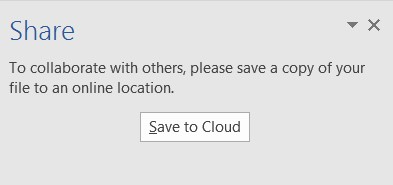 Share
To collaborate with others, please save a copy of your
file to an online location.
Save to Cloud